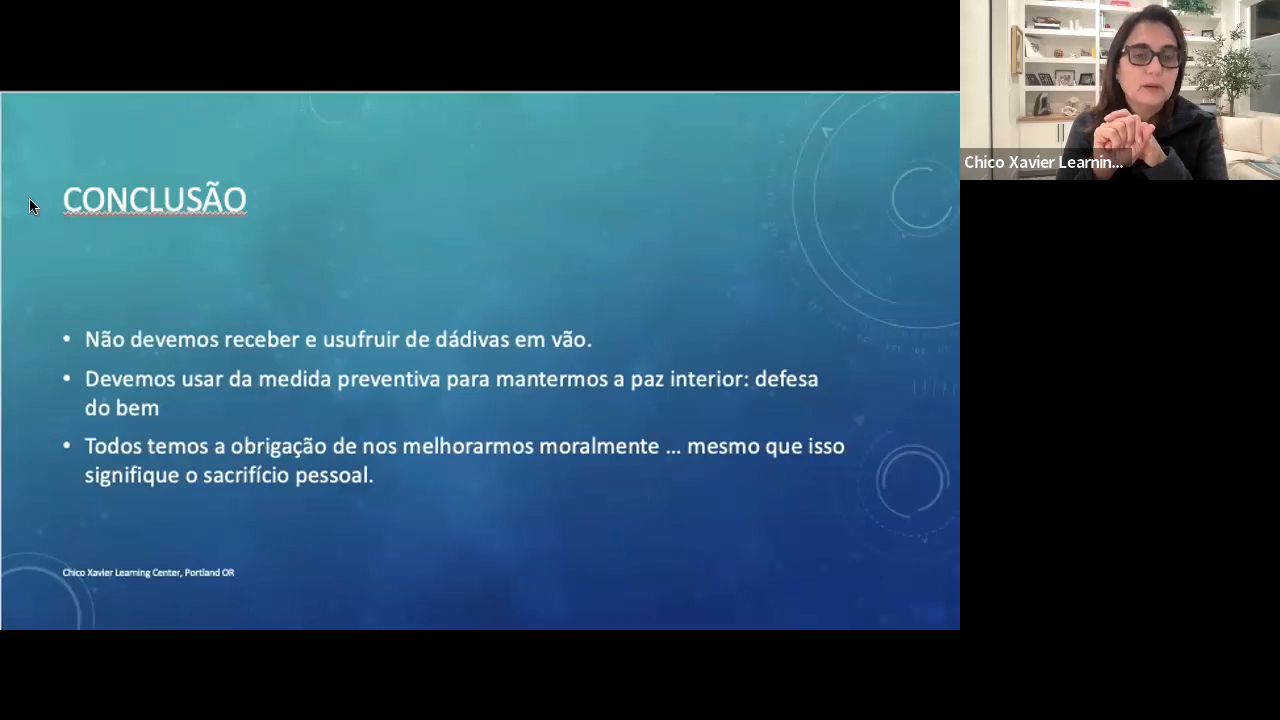 CONCLUSÃO
• Não devemos receber e usufruir de dádivas em vão.
• Devemos usar da medida preventiva para mantermos a paz interior: defesa
do bem
• Todos temos a obrigação de nos melhorarmos moralmente ... mesmo que isso
signifique o sacrifício pessoal.
Chico Xavier Learning Center, Portland OR
Chico Xavier Learnin...